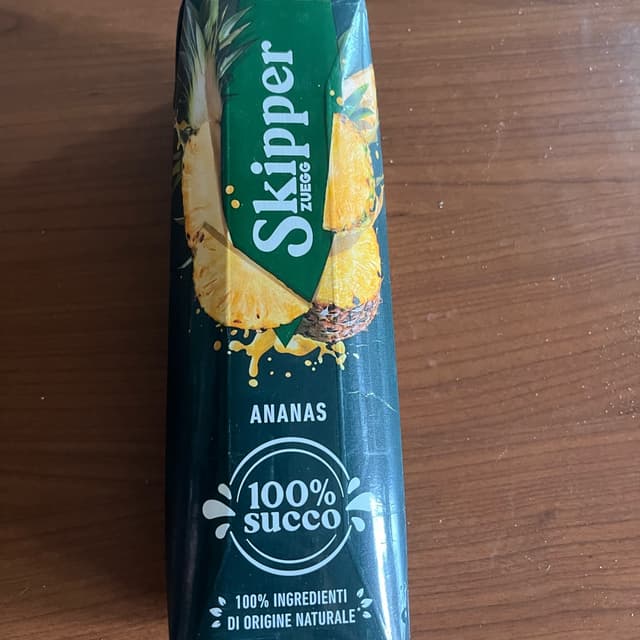 Skipper
ZUEGG
ANANAS
100%
succo
100% INGREDIENTI
DI ORIGINE NATURALE